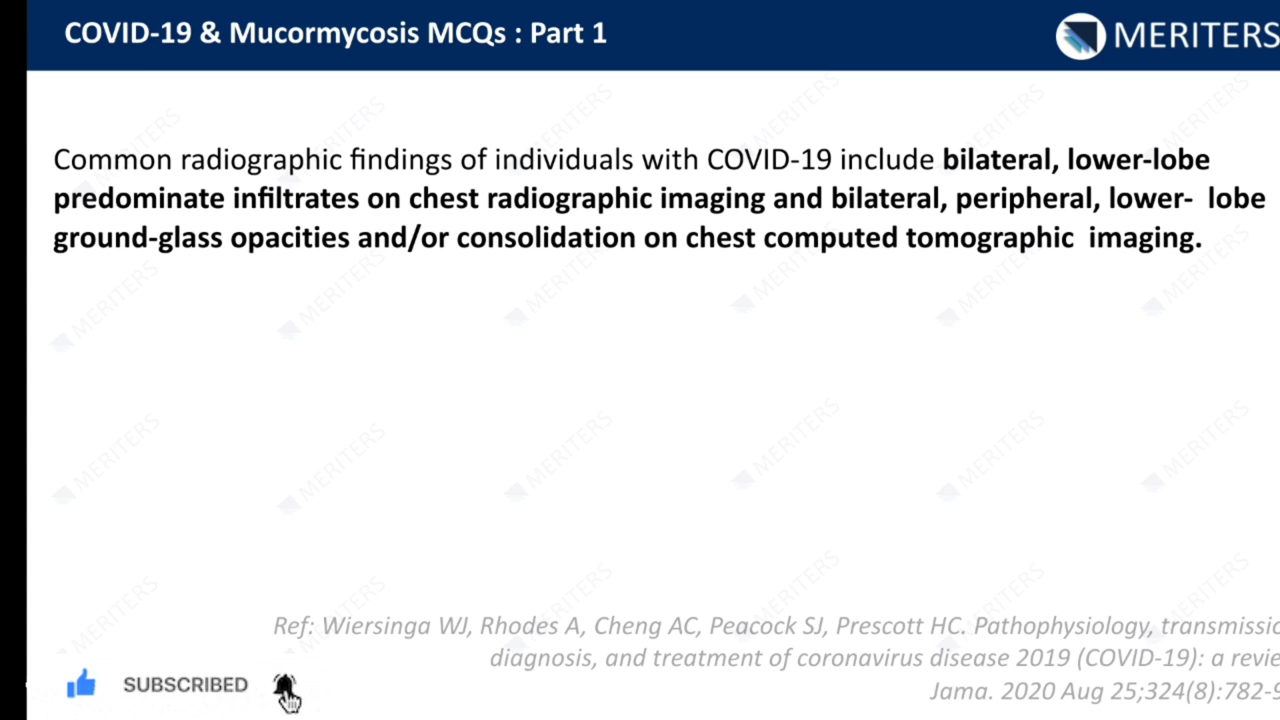 COVID-19 & Mucormycosis MCQs : Part 1
MERITERS
Common radiographic findings of individuals with COVID-19 include bilateral, lower-lobe
predominate infiltrates on chest radiographic imaging and bilateral, peripheral, lower- lobe
ground-glass opacities and/or consolidation on chest computed tomographic imaging.
Ref: Wiersinga WJ, Rhodes A, Cheng AC, Peacock SJ, Prescott HC. Pathophysiology, transmissio
diagnosis, and treatment of coronavirus disease 2019 (COVID-19): a revie
Jama. 2020 Aug 25;324(8):782-9
SUBSCRIBED